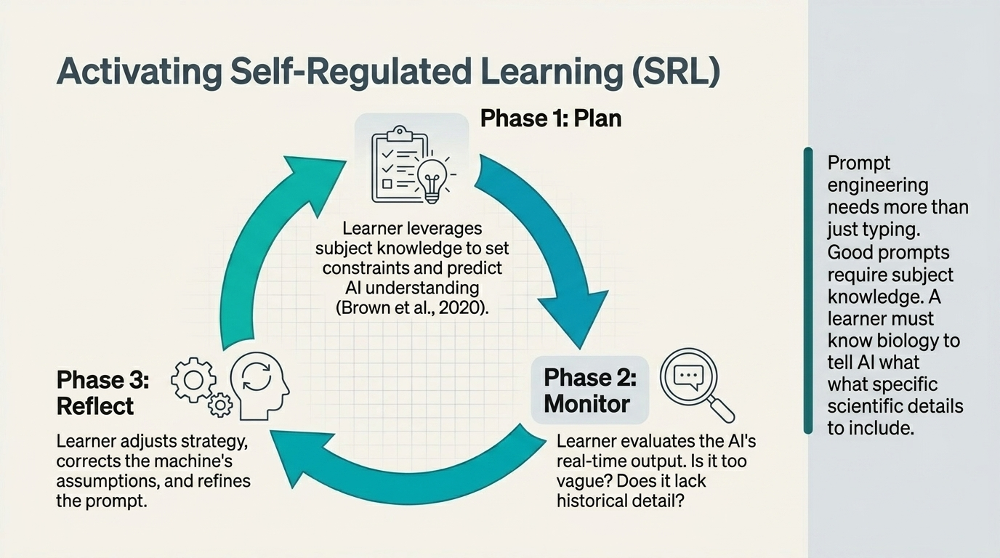 Activating Self-Regulated Learning (SRL)
Phase 1: Plan
Learner leverages
subject knowledge to set
constraints and predict
AI understanding
(Brown et al., 2020).
Phase 2:
Monitor
Learner evaluates the AI's
real-time output. Is it too
vague? Does it lack
historical detail?
Phase 3:
Reflect
Learner adjusts strategy,
corrects the machine's
assumptions, and refines
the prompt.
Prompt
engineering
needs more than
just typing.
Good prompts
require subject
knowledge. A
learner must
know biology to
tell AI what
what specific
scientific details
to include.